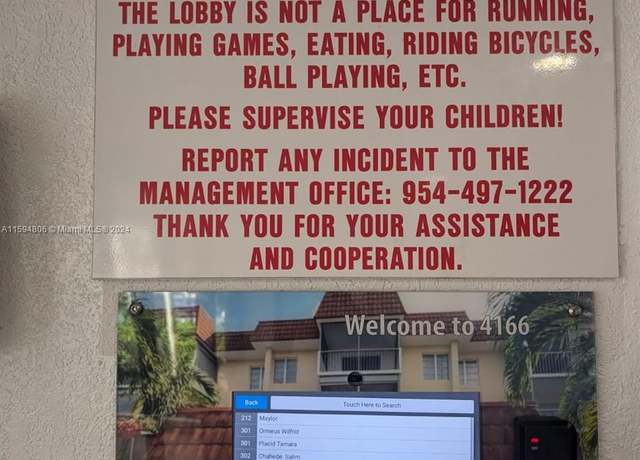 THE LOBBY IS NOT A PLACE FOR RUNNING,
PLAYING GAMES, EATING, RIDING BICYCLES,
BALL PLAYING, ETC.
PLEASE SUPERVISE YOUR CHILDREN!
REPORT ANY INCIDENT TO THE
MANAGEMENT OFFICE: 954-497-1222
THANK YOU FOR YOUR ASSISTANCE
AND COOPERATION.
A11594806 © Miami MLS® 2024
Welcome to 4166
Back Touch Here to Search
212 Maylor
301 Ormeus Wilfrid
301 Placid Tamara
302 Chahede Salim